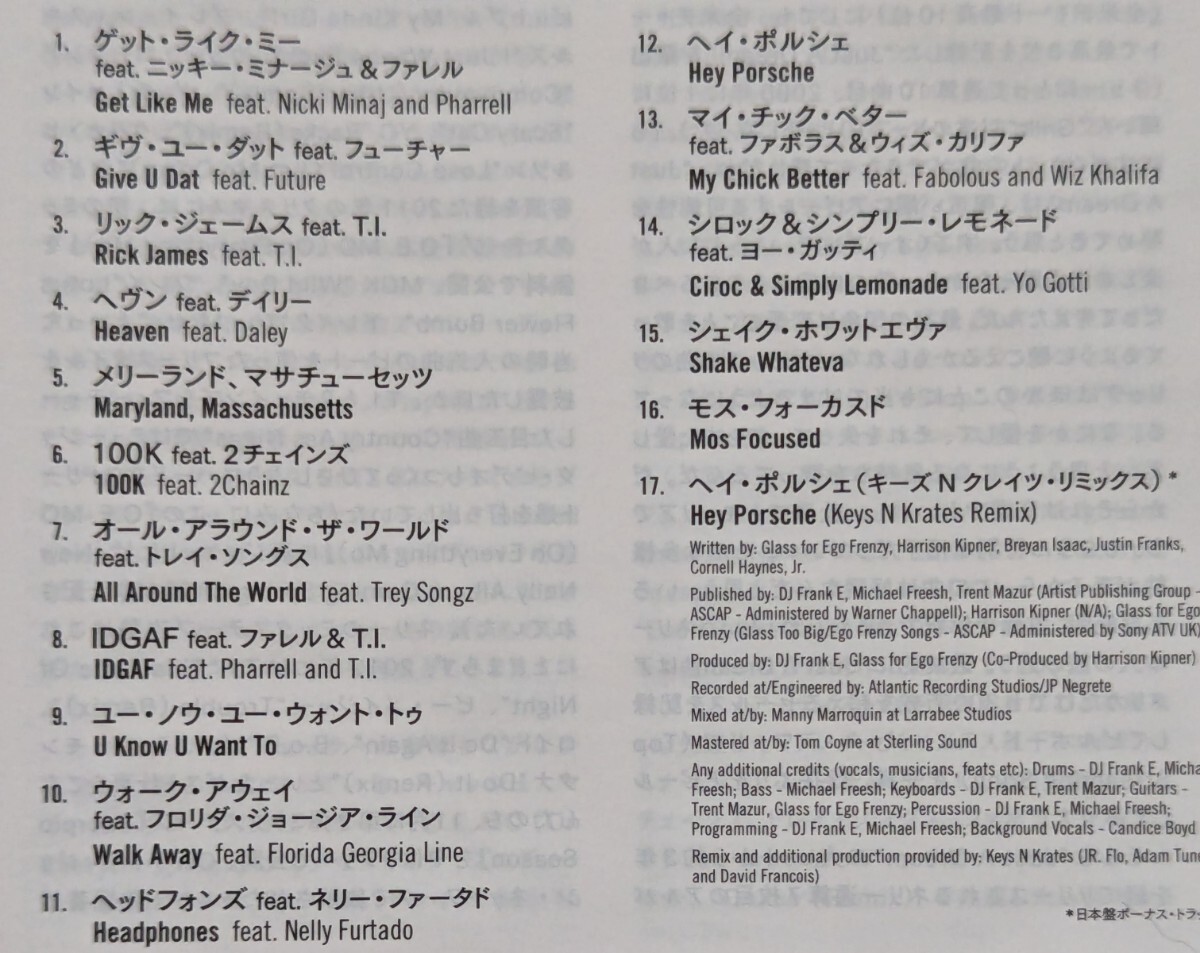 1. ゲット・ライク・ミー
feat. ニッキー・ミナージュ＆ファレル
Get Like Me feat. Nicki Minaj and Pharrell
2. ギヴ・ユー・ダット feat. フューチャー
Give U Dat feat. Future
3. リック・ジェームス feat. T.I.
Rick James feat. T.I.
4. ヘヴン feat. デイリー
Heaven feat. Daley
5. メリーランド、マサチューセッツ
Maryland, Massachusetts
6. 100K feat. 2チェインズ
100K feat. 2Chainz
7. オール・アラウンド・ザ・ワールド
feat. トレイ・ソングス
All Around The World feat. Trey Songz
8. IDGAF feat. ファレル & T.I.
IDGAF feat. Pharrell and T.I.
9. ユー・ノウ・ユー・ウォント・トゥ
U Know U Want To
10. ウォーク・アウェイ
feat. フロリダ・ジョージア・ライン
Walk Away feat. Florida Georgia Line
11. ヘッドフォンズ feat. ネリー・ファータド
Headphones feat. Nelly Furtado
12. ヘイ・ポルシェ
Hey Porsche
13. マイ・チック・ベター
feat. ファボラス＆ウィズ・カリファ
My Chick Better feat. Fabolous and Wiz Khalifa
14. シロック＆シンプリー・レモネード
feat. ヨー・ガッティ
Ciroc & Simply Lemonade feat. Yo Gotti
15. シェイク・ホワットエヴァ
Shake Whateva
16. モス・フォーカスド
Mos Focused
17. ヘイ・ポルシェ（キーズ N クレイツ・リミックス）*
Hey Porsche (Keys N Krates Remix)
Written by: Glass for Ego Frenzy, Harrison Kipner, Breyan Isaac, Justin Franks,
Cornell Haynes, Jr.
Published by: DJ Frank E, Michael Freesh, Trent Mazur (Artist Publishing Group -
ASCAP - Administered by Warner Chappell); Harrison Kipner (N/A); Glass for Ego
Frenzy (Glass Too Big/Ego Frenzy Songs - ASCAP - Administered by Sony ATV UK)
Produced by: DJ Frank E, Glass for Ego Frenzy (Co-Produced by Harrison Kipner)
Recorded at/Engineered by: Atlantic Recording Studios/JP Negrete
Mixed at/by: Manny Marroquin at Larrabee Studios
Mastered at/by: Tom Coyne at Sterling Sound
Any additional credits (vocals, musicians, feats etc): Drums - DJ Frank E, Micha
Freesh; Bass - Michael Freesh; Keyboards - DJ Frank E, Trent Mazur; Guitars -
Trent Mazur, Glass for Ego Frenzy; Percussion - DJ Frank E, Michael Freesh;
Programming - DJ Frank E, Michael Freesh; Background Vocals - Candice Boyd
Remix and additional production provided by: Keys N Krates (JR. Flo, Adam Tune
and David Francois)
*日本盤ボーナス・トラッ